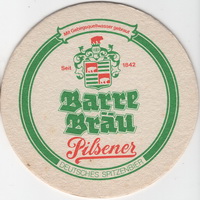 Mit Gebirgsquellwasser gebraut
Seit 1842
Barre
Bräu
Pilsener
DEUTSCHES SPITZENBIER